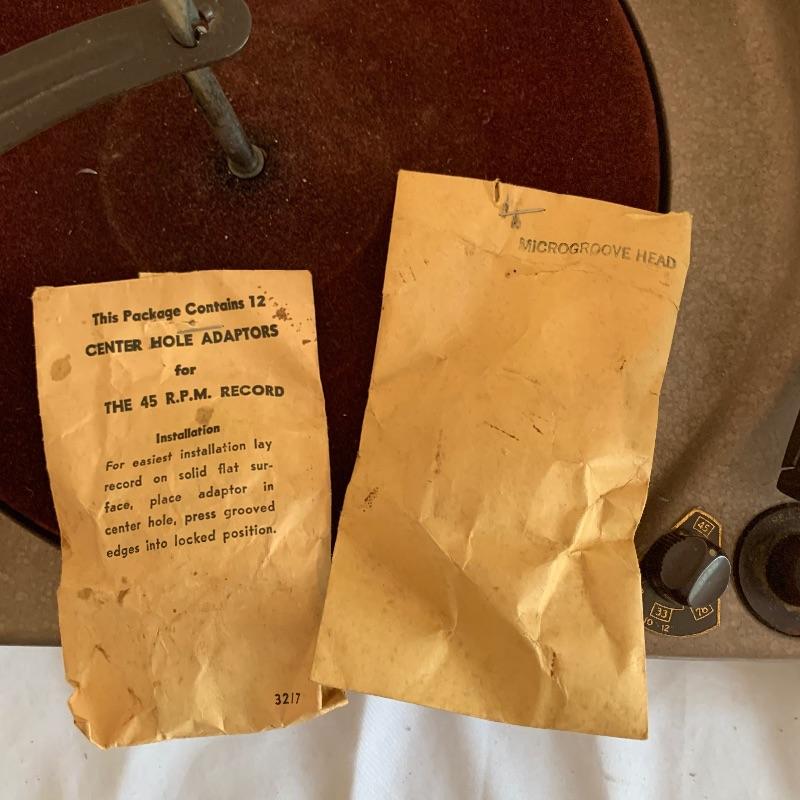 This Package Contains 12
CENTER HOLE ADAPTORS
for
THE 45 R.P.M. RECORD
Installation
For easiest installation lay
record on solid flat sur-
face, place adaptor in
center hole, press grooved
edges into locked position.
3217
MICROGROOVE HEAD
45
33 78
10 12